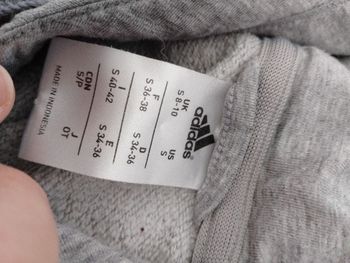 adidas
UK US
S 8-10 S
F D
S 36-38 S 34-36
I E
S 40-42 S 34-36
CDN J
S/P OT
MADE IN INDONESIA